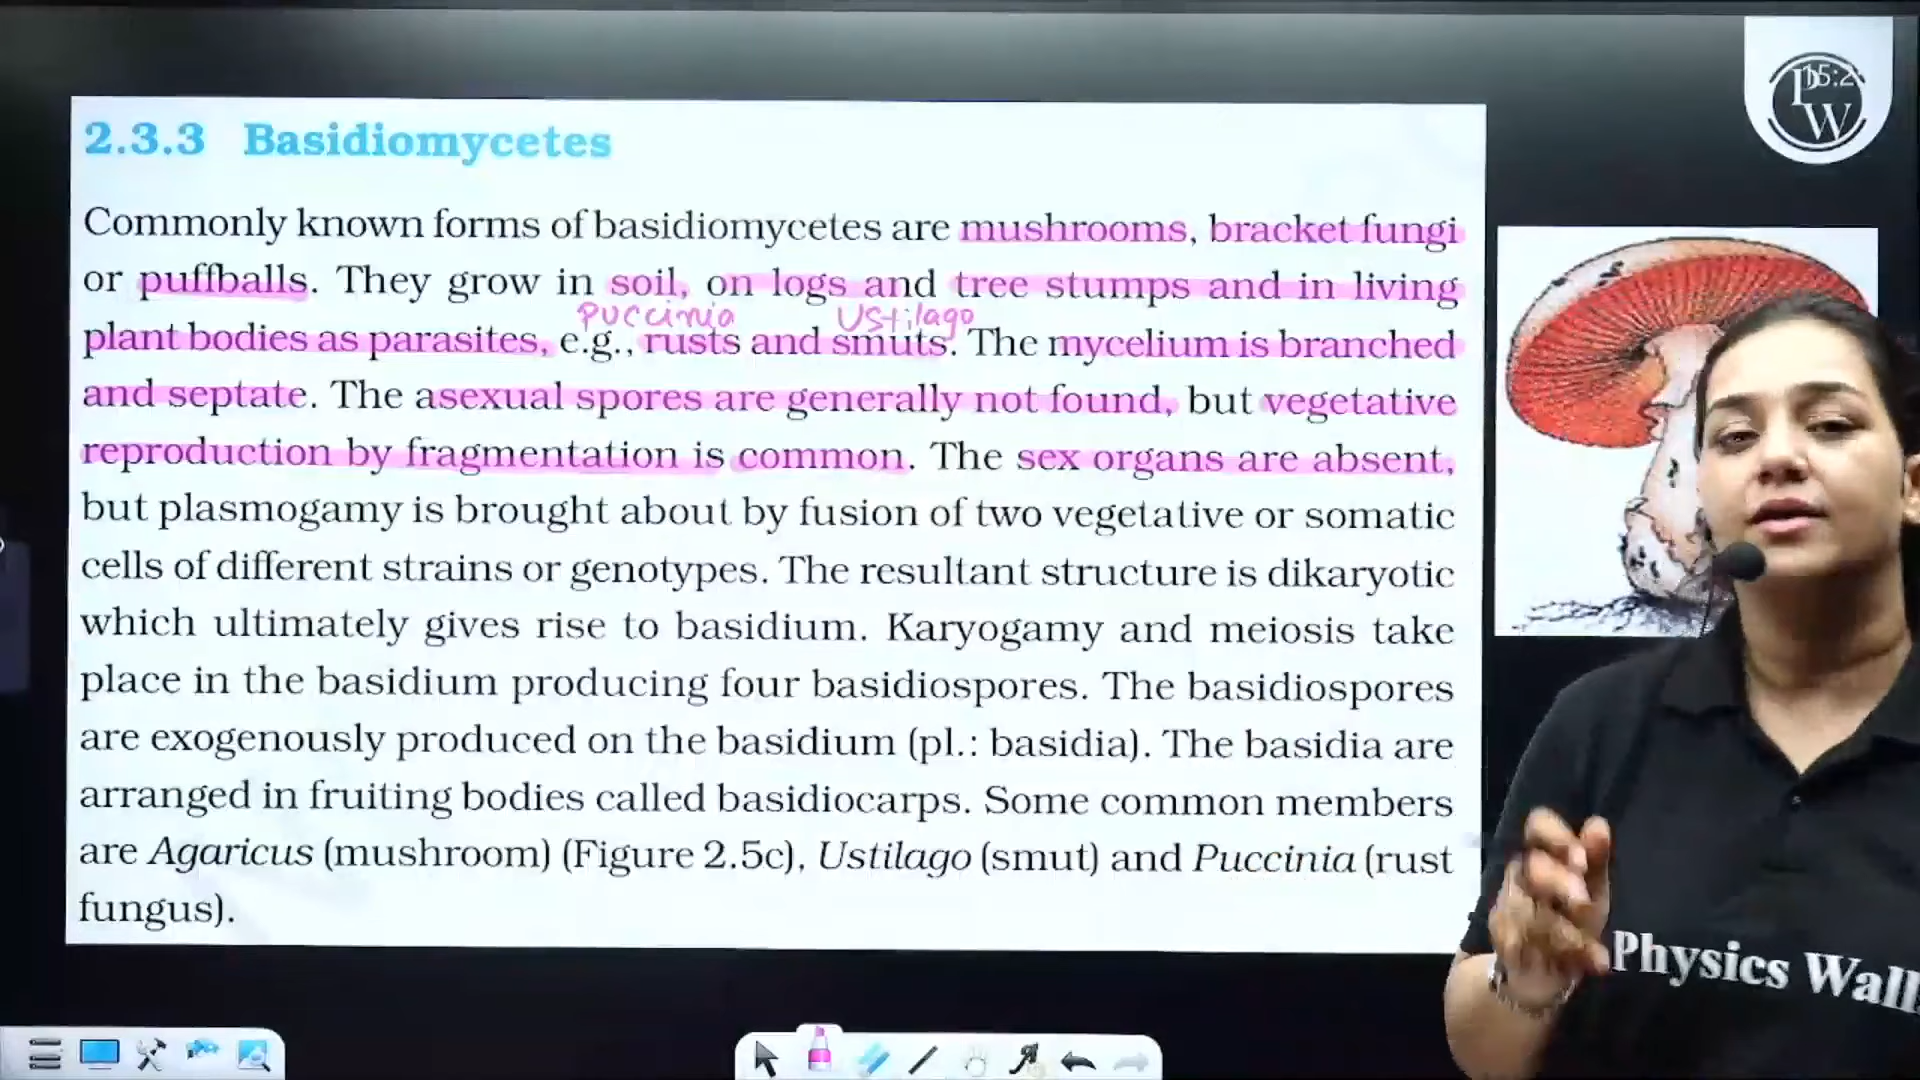 15:2
PW
2.3.3 Basidiomycetes
Commonly known forms of basidiomycetes are mushrooms, bracket fungi
or puffballs. They grow in soil, on logs and tree stumps and in living
Puccinia Ustilago
plant bodies as parasites, e.g., rusts and smuts. The mycelium is branched
and septate. The asexual spores are generally not found, but vegetative
reproduction by fragmentation is common. The sex organs are absent,
but plasmogamy is brought about by fusion of two vegetative or somatic
cells of different strains or genotypes. The resultant structure is dikaryotic
which ultimately gives rise to basidium. Karyogamy and meiosis take
place in the basidium producing four basidiospores. The basidiospores
are exogenously produced on the basidium (pl.: basidia). The basidia are
arranged in fruiting bodies called basidiocarps. Some common members
are Agaricus (mushroom) (Figure 2.5c), Ustilago (smut) and Puccinia (rust
fungus).
Physics Wall